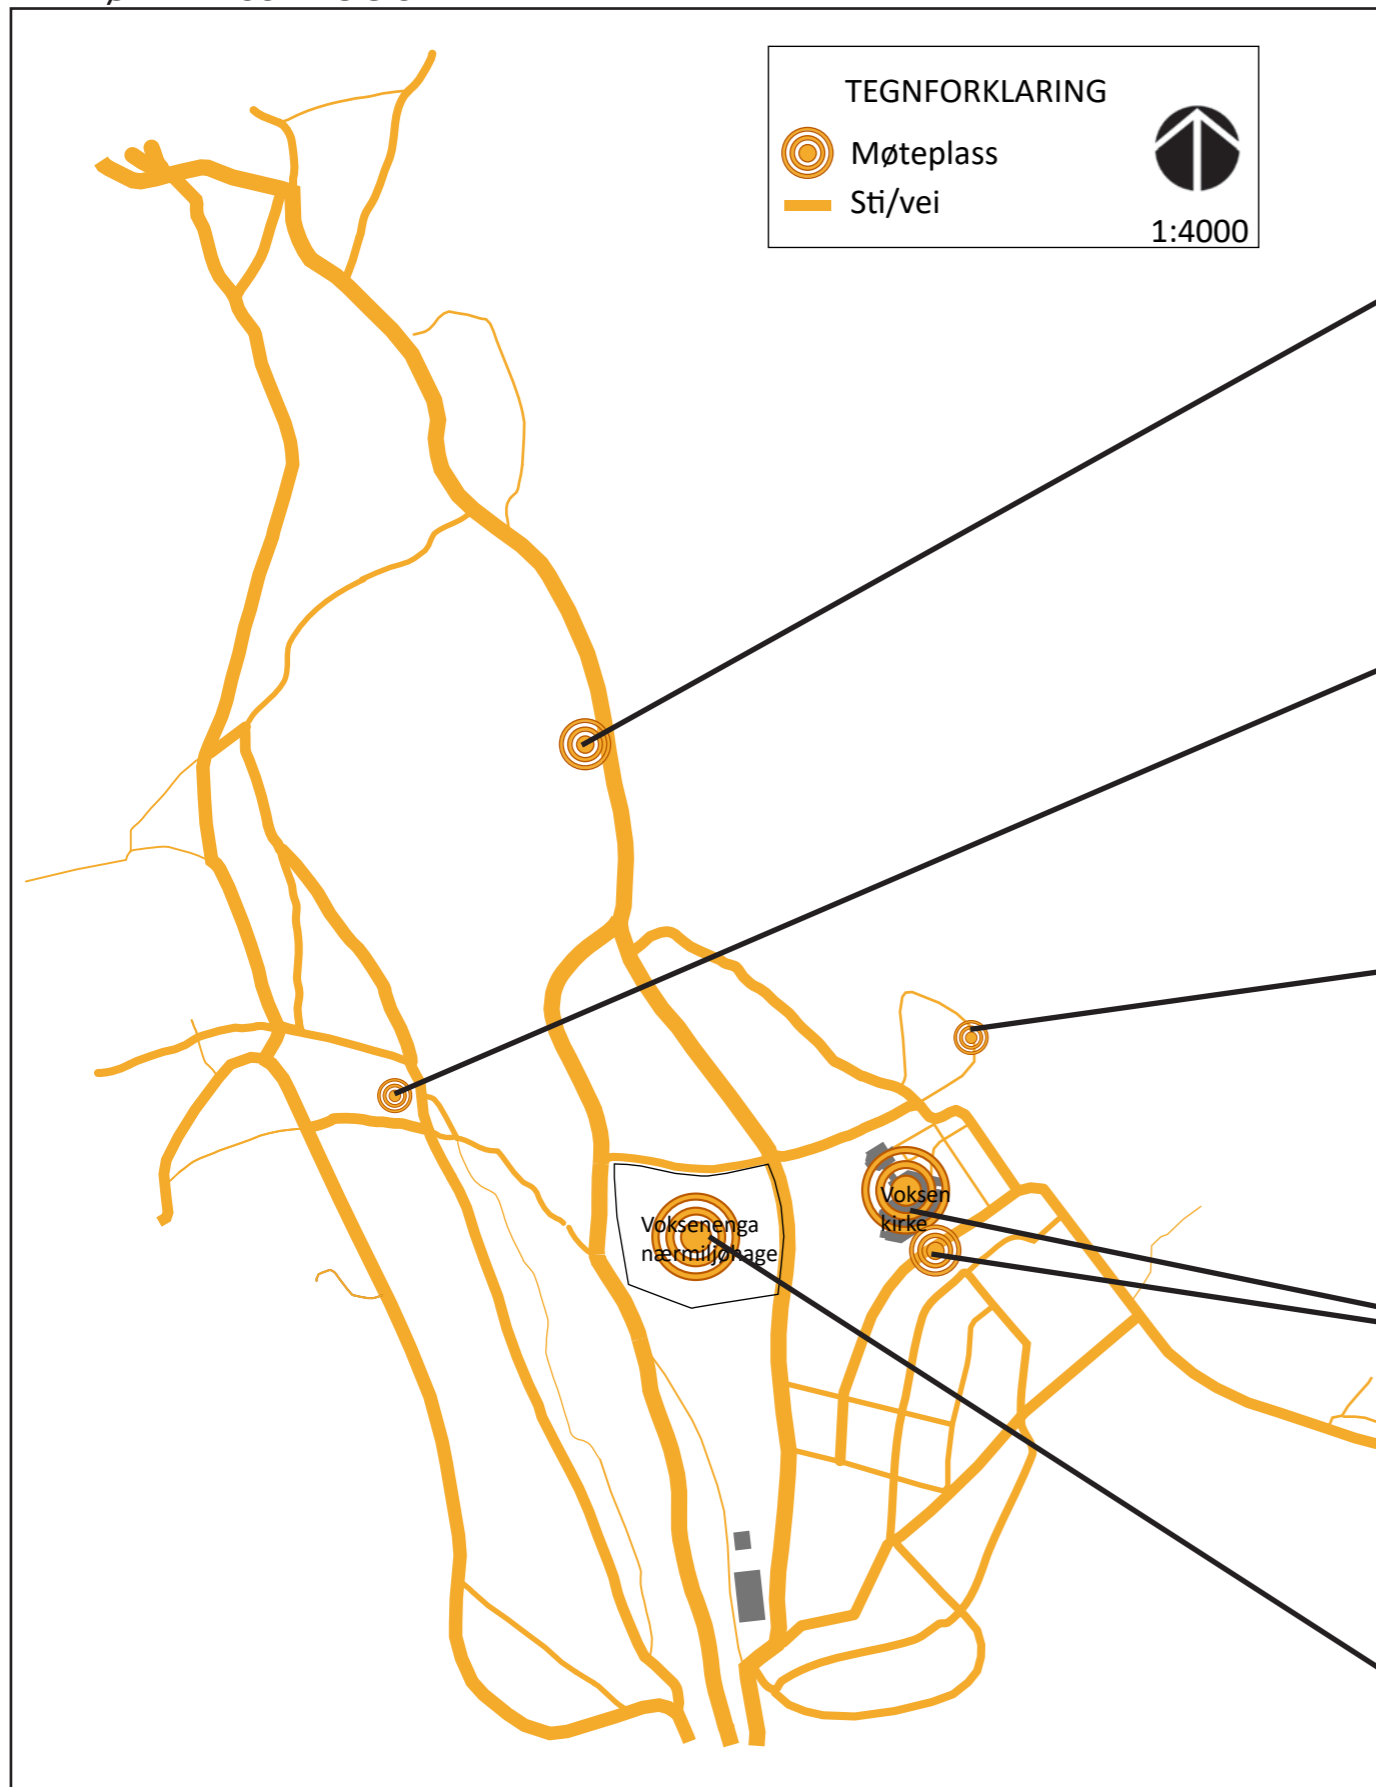 TEGNFORKLARING
Møteplass
Sti/vei
1:4000
Voksen
kirke
Voksenenga
nærmiljøhage